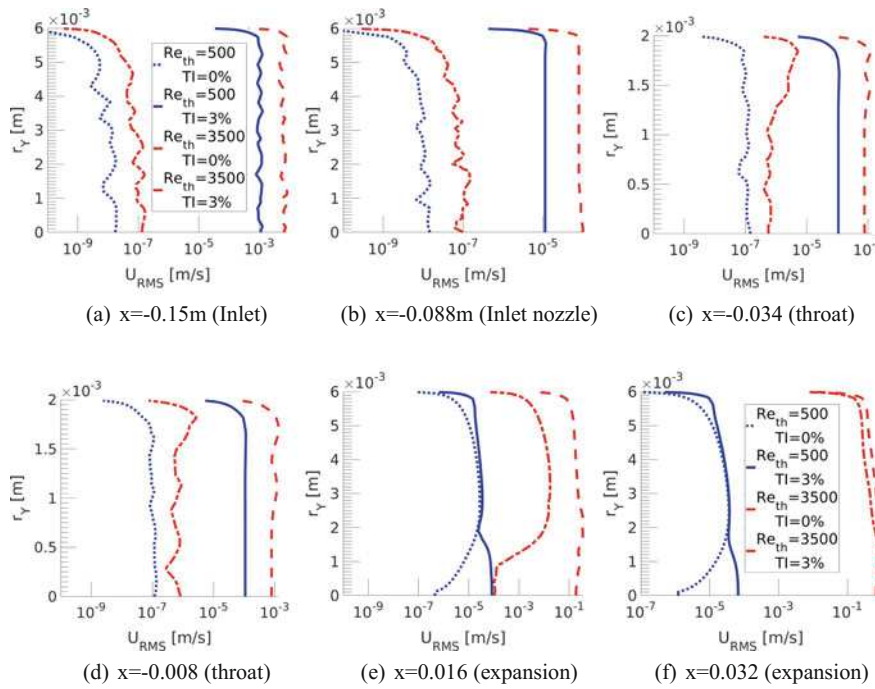 ×10⁻³
6
5
4
3
2
1
0
r_Y [m]
10⁻⁹
10⁻⁷
10⁻⁵
10⁻³
U_RMS [m/s]
Re_th=500
TI=0%
Re_th=500
TI=3%
Re_th=3500
TI=0%
Re_th=3500
TI=3%
(a) x=-0.15m (Inlet)
×10⁻³
6
5
4
3
2
1
0
r_Y [m]
10⁻⁹
10⁻⁷
10⁻⁵
U_RMS [m/s]
(b) x=-0.088m (Inlet nozzle)
×10⁻³
2
1.5
1
0.5
0
r_Y [m]
10⁻⁹
10⁻⁷
10⁻⁵
10⁻³
U_RMS [m/s]
(c) x=-0.034 (throat)
×10⁻³
2
1.5
1
0.5
0
r_Y [m]
10⁻⁹
10⁻⁷
10⁻⁵
10⁻³
U_RMS [m/s]
(d) x=-0.008 (throat)
×10⁻³
6
4
2
0
r_Y [m]
10⁻⁹
10⁻⁷
10⁻⁵
10⁻³
10⁻¹
U_RMS [m/s]
(e) x=0.016 (expansion)
×10⁻³
6
4
2
0
r_Y [m]
10⁻⁷
10⁻⁵
10⁻³
10⁻¹
U_RMS [m/s]
Re_th=500
TI=0%
Re_th=500
TI=3%
Re_th=3500
TI=0%
Re_th=3500
TI=3%
(f) x=0.032 (expansion)